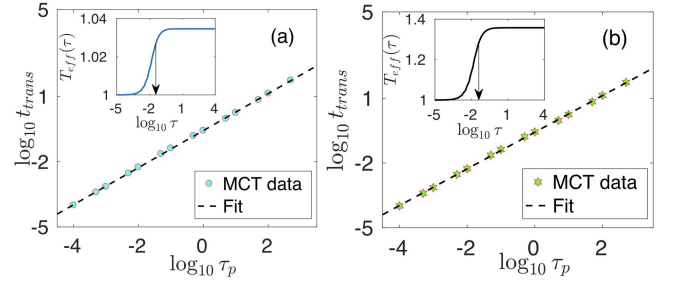 (a)
5
1
-2
-5
log₁₀ t_trans
-4
-2
0
2
log₁₀ τ_p
MCT data
Fit
1.04
1.02
1
T_eff(τ)
-5
-2
1
4
log₁₀ τ
(b)
5
1
-2
-5
log₁₀ t_trans
-4
-2
0
2
log₁₀ τ_p
MCT data
Fit
1.4
1.2
1
T_eff(τ)
-5
-2
1
4
log₁₀ τ